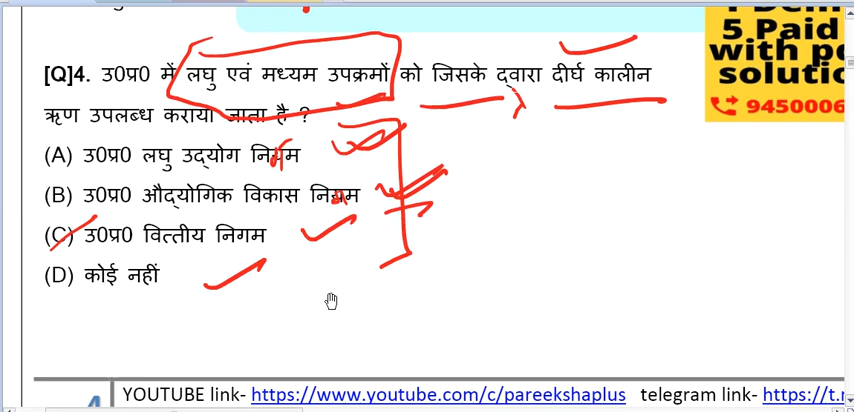 5 Paid
with
[Q]4. उ0प्र0 में लघु एवं मध्यम उपक्रमों को जिसके द्वारा दीर्घ कालीन
ऋण उपलब्ध कराया जाता है ?
9450006
(A) उ0प्र0 लघु उद्योग निगम
(B) उ0प्र0 औद्योगिक विकास निगम
(C) उ0प्र0 वित्तीय निगम
(D) कोई नहीं
YOUTUBE link- https://www.youtube.com/c/pareekshaplus telegram link- https://t.